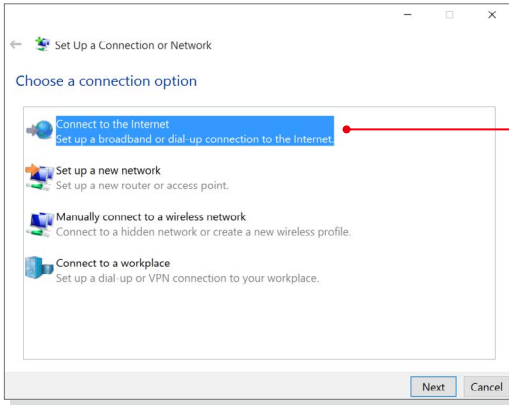 Set Up a Connection or Network
Choose a connection option
Connect to the Internet
Set up a broadband or dial-up connection to the Internet.
Set up a new network
Set up a new router or access point.
Manually connect to a wireless network
Connect to a hidden network or create a new wireless profile.
Connect to a workplace
Set up a dial-up or VPN connection to your workplace.
Next Cancel